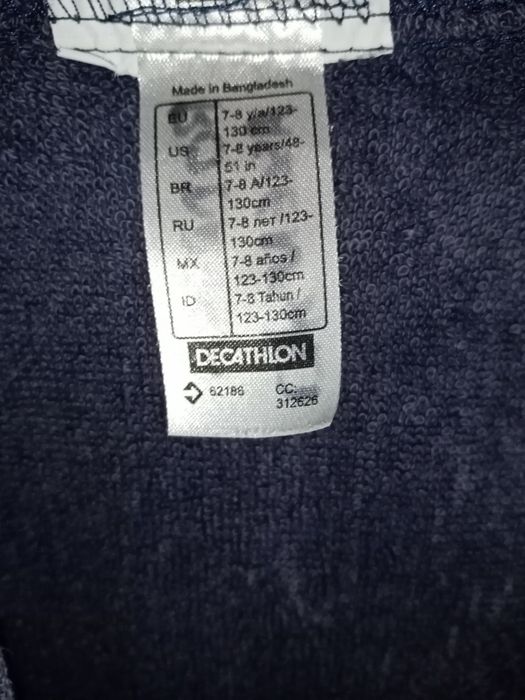 Made in Bangladesh
EU 7-8 y/a/123-
130 cm
US 7-8 years/48-
51 in
BR 7-8 A/123-
130cm
RU 7-8 лет /123-
130cm
MX 7-8 años /
123-130cm
ID 7-8 Tahun /
123-130cm
DECATHLON
62186 CC:
312626